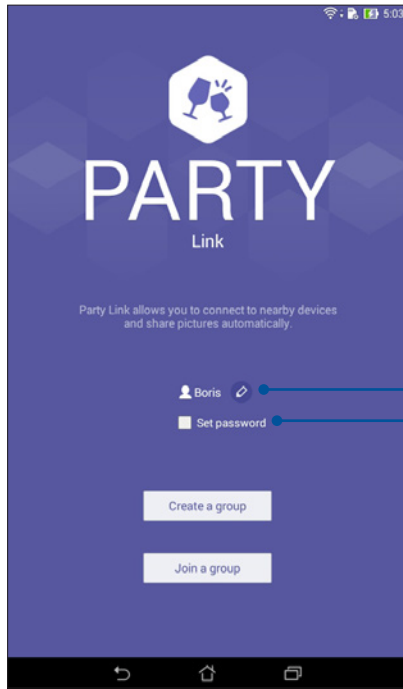 5:03
PARTY
Link
Party Link allows you to connect to nearby devices
and share pictures automatically.
Boris
Set password
Create a group
Join a group